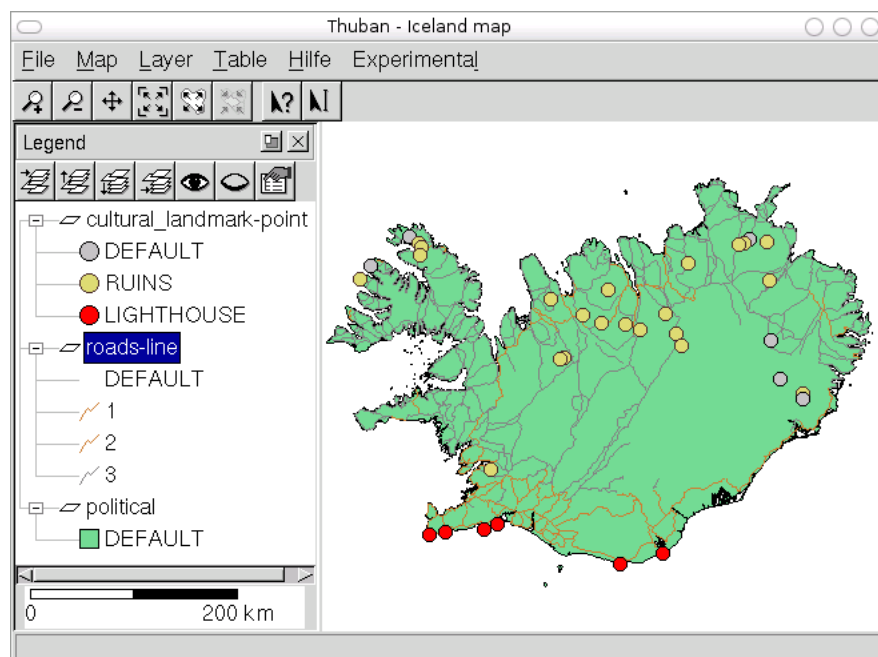 Thuban - Iceland map
File Map Layer Table Hilfe Experimental
Legend
cultural_landmark-point
DEFAULT
RUINS
LIGHTHOUSE
roads-line
DEFAULT
1
2
3
political
DEFAULT
0 200 km